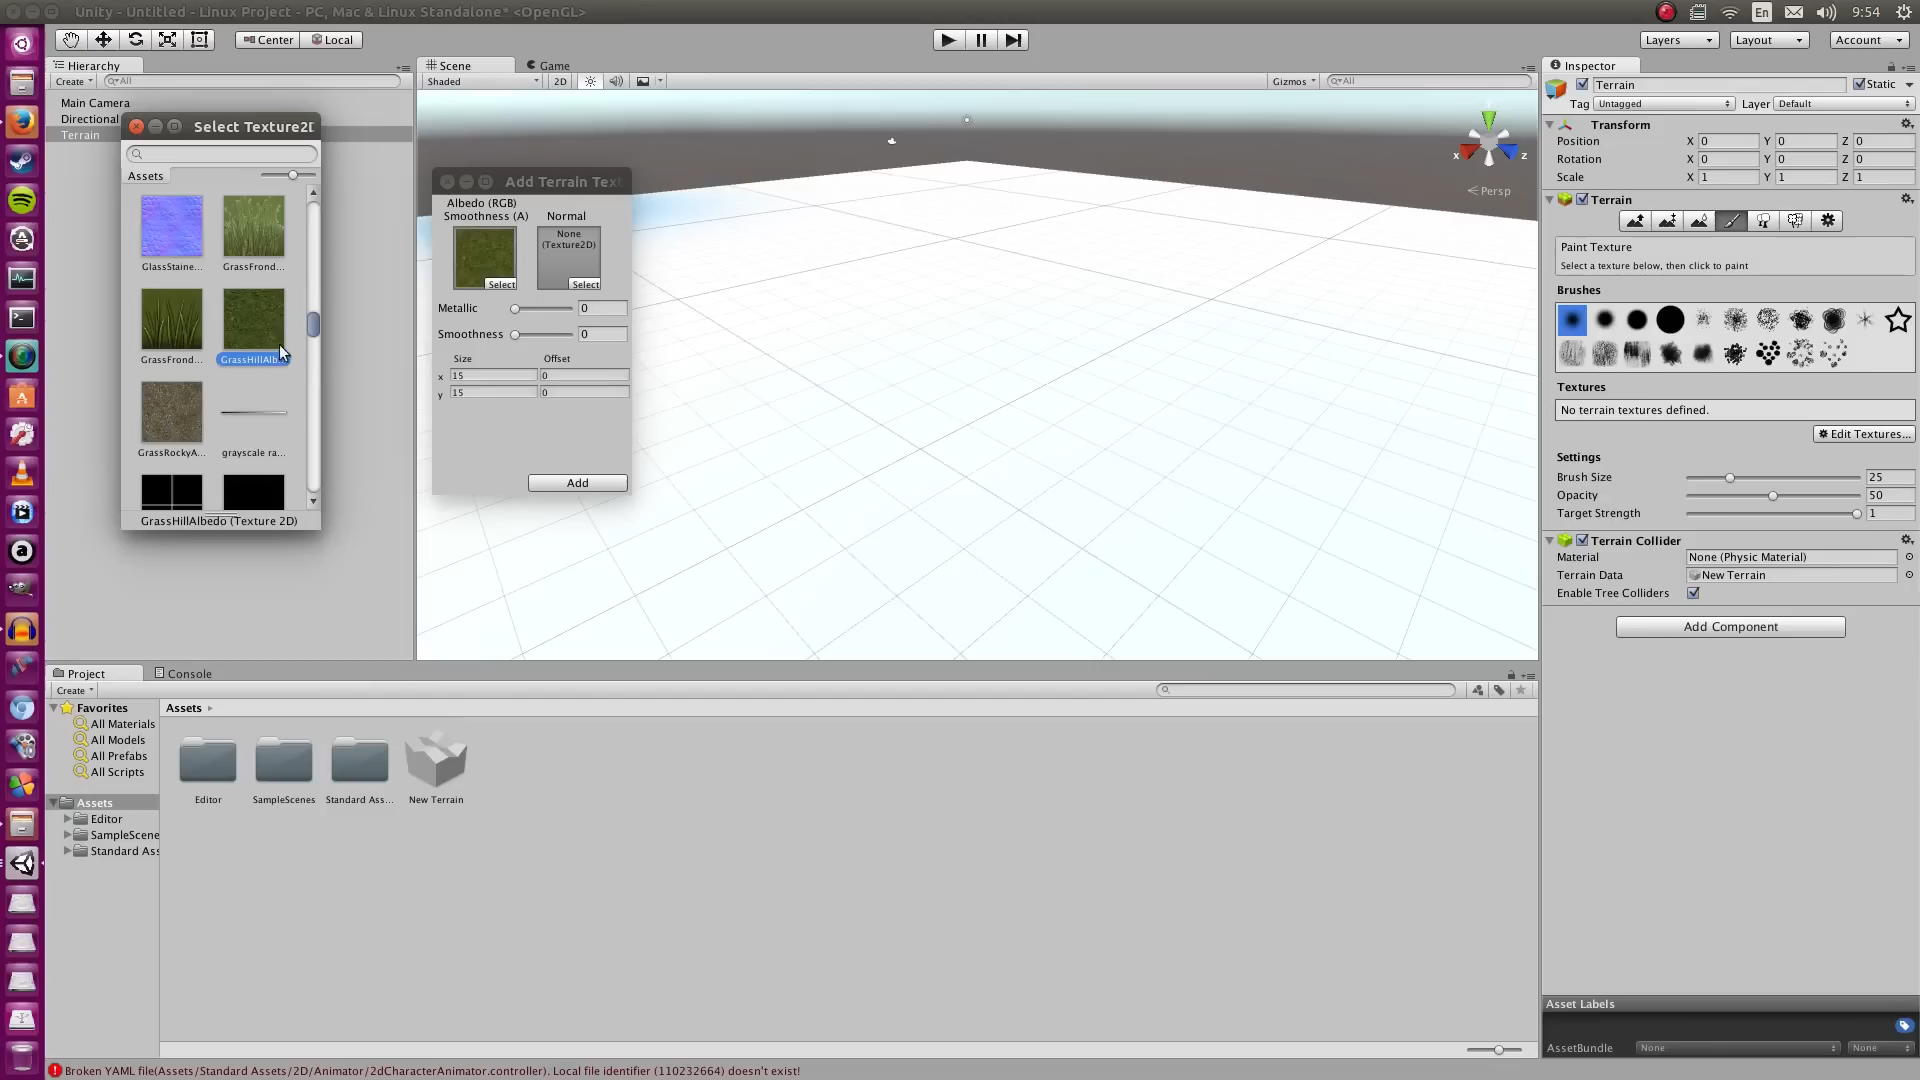 Unity - Untitled - Linux Project - PC, Mac & Linux Standalone* <OpenGL>
En
9:54
Center
Local
Layers
Layout
Account
Hierarchy
Create
All
Main Camera
Directional
Terrain
Select Texture2D
Assets
GlassStaine...
GrassFrond...
GrassFrond...
GrassHillAlb
GrassRockyA...
grayscale ra...
GrassHillAlbedo (Texture 2D)
Scene
Game
Shaded
2D
Gizmos
All
x
z
Persp
Add Terrain Text
Albedo (RGB)
Smoothness (A)
Normal
None
(Texture2D)
Select
Select
Metallic
0
Smoothness
0
Size
Offset
x
15
0
y
15
0
Add
Inspector
Terrain
Static
Tag
Untagged
Layer
Default
Transform
Position X 0 Y 0 Z 0
Rotation X 0 Y 0 Z 0
Scale X 1 Y 1 Z 1
Terrain
Paint Texture
Select a texture below, then click to paint
Brushes
Textures
No terrain textures defined.
Edit Textures...
Settings
Brush Size
25
Opacity
50
Target Strength
1
Terrain Collider
Material
None (Physic Material)
Terrain Data
New Terrain
Enable Tree Colliders
Add Component
Project
Console
Create
Favorites
All Materials
All Models
All Prefabs
All Scripts
Assets
Editor
SampleScene
Standard Ass
Assets
Editor
SampleScenes
Standard Ass...
New Terrain
Asset Labels
AssetBundle
None
None
Broken YAML file(Assets/Standard Assets/2D/Animator/2dCharacterAnimator.controller). Local file identifier (110232664) doesn't exist!